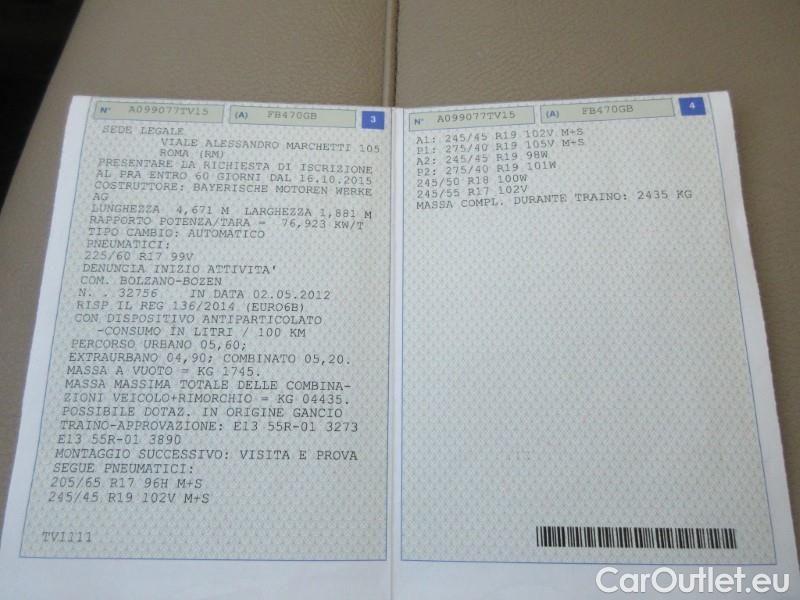 N° A099077TV15 (A) FB470GB 3
SEDE LEGALE
VIALE ALESSANDRO MARCHETTI 105
ROMA (RM)
PRESENTARE LA RICHIESTA DI ISCRIZIONE
AL PRA ENTRO 60 GIORNI DAL 16.10.2015
COSTRUTTORE: BAYERISCHE MOTOREN WERKE
AG
LUNGHEZZA 4,671 M LARGHEZZA 1,881 M
RAPPORTO POTENZA/TARA = 76,923 KW/T
TIPO CAMBIO: AUTOMATICO
PNEUMATICI:
225/60 R17 99V
DENUNCIA INIZIO ATTIVITA'
COM. BOLZANO-BOZEN
N. . 32756 IN DATA 02.05.2012
RISP IL REG 136/2014 (EURO6B)
CON DISPOSITIVO ANTIPARTICOLATO
-CONSUMO IN LITRI / 100 KM
PERCORSO URBANO 05,60;
EXTRAURBANO 04,90; COMBINATO 05,20.
MASSA A VUOTO = KG 1745.
MASSA MASSIMA TOTALE DELLE COMBINA-
ZIONI VEICOLO+RIMORCHIO = KG 04435.
POSSIBILE DOTAZ. IN ORIGINE GANCIO
TRAINO-APPROVAZIONE: E13 55R-01 3273
E13 55R-01 3890
MONTAGGIO SUCCESSIVO: VISITA E PROVA
SEGUE PNEUMATICI:
205/65 R17 96H M+S
245/45 R19 102V M+S
TV1111
N° A099077TV15 (A) FB470GB 4
A1: 245/45 R19 102V M+S
P1: 275/40 R19 105V M+S
A2: 245/45 R19 98W
P2: 275/40 R19 101W
245/50 R18 100W
245/55 R17 102V
MASSA COMPL. DURANTE TRAINO: 2435 KG
CarOutlet.eu